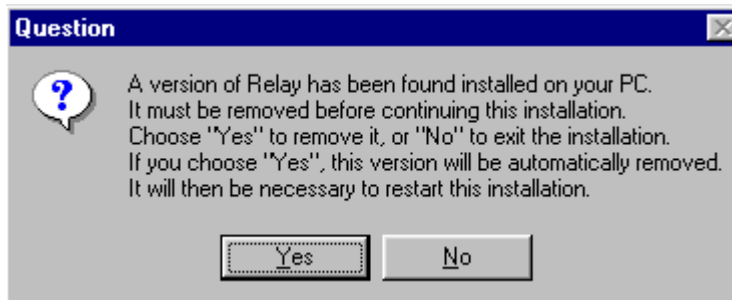 Question
A version of Relay has been found installed on your PC.
It must be removed before continuing this installation.
Choose "Yes" to remove it, or "No" to exit the installation.
If you choose "Yes", this version will be automatically removed.
It will then be necessary to restart this installation.
Yes No